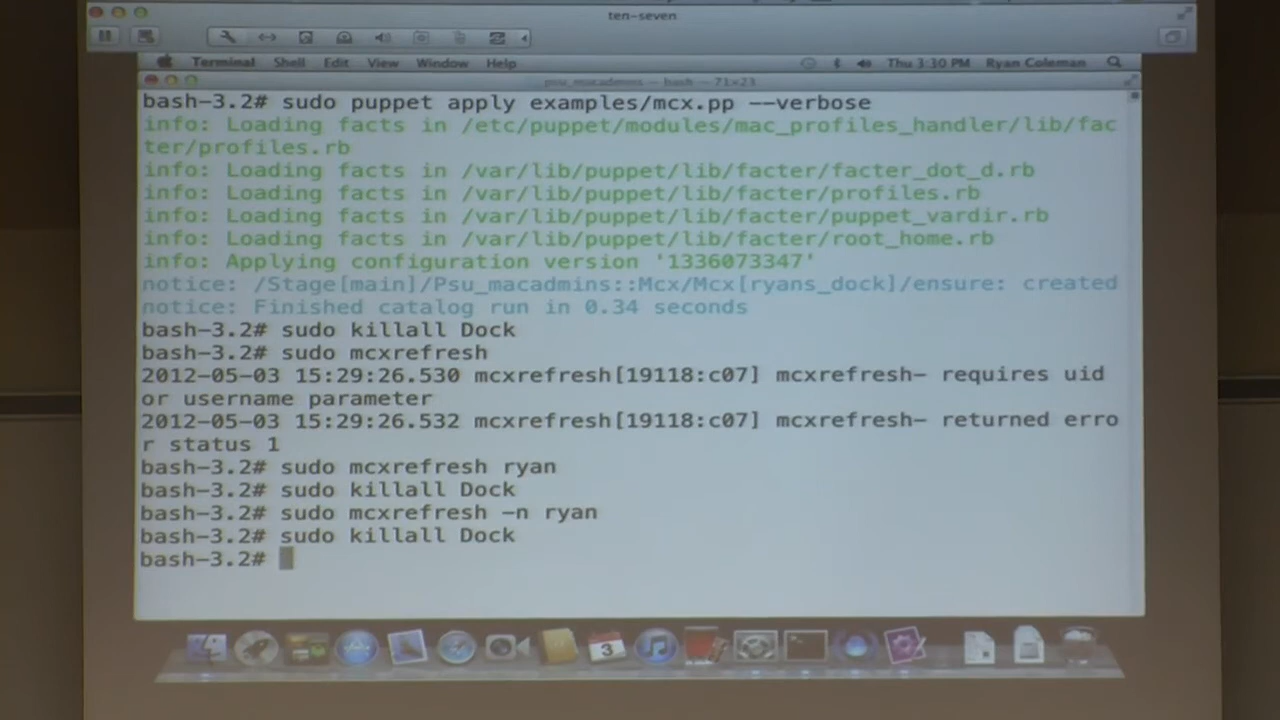 ten-seven
Terminal Shell Edit View Window Help Thu 3:30 PM Ryan Coleman
psu_macadmins — bash — 71×23
bash-3.2# sudo puppet apply examples/mcx.pp --verbose
info: Loading facts in /etc/puppet/modules/mac_profiles_handler/lib/fac
ter/profiles.rb
info: Loading facts in /var/lib/puppet/lib/facter/facter_dot_d.rb
info: Loading facts in /var/lib/puppet/lib/facter/profiles.rb
info: Loading facts in /var/lib/puppet/lib/facter/puppet_vardir.rb
info: Loading facts in /var/lib/puppet/lib/facter/root_home.rb
info: Applying configuration version '1336073347'
notice: /Stage[main]/Psu_macadmins::Mcx/Mcx[ryans_dock]/ensure: created
notice: Finished catalog run in 0.34 seconds
bash-3.2# sudo killall Dock
bash-3.2# sudo mcxrefresh
2012-05-03 15:29:26.530 mcxrefresh[19118:c07] mcxrefresh- requires uid
or username parameter
2012-05-03 15:29:26.532 mcxrefresh[19118:c07] mcxrefresh- returned erro
r status 1
bash-3.2# sudo mcxrefresh ryan
bash-3.2# sudo killall Dock
bash-3.2# sudo mcxrefresh -n ryan
bash-3.2# sudo killall Dock
bash-3.2#
3